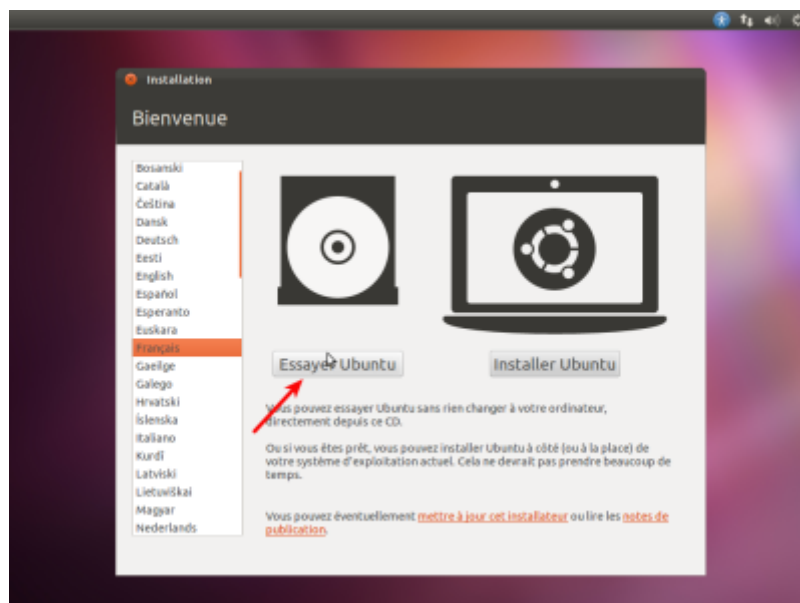 Installation
Bienvenue
Bosanski
Català
Čeština
Dansk
Deutsch
Eesti
English
Español
Esperanto
Euskara
Français
Gaeilge
Galego
Hrvatski
Íslenska
Italiano
Kurdî
Latviski
Lietuviškai
Magyar
Nederlands
Essayer Ubuntu
Installer Ubuntu
Vous pouvez essayer Ubuntu sans rien changer à votre ordinateur,
directement depuis ce CD.
Ou si vous êtes prêt, vous pouvez installer Ubuntu à côté (ou à la place) de
votre système d'exploitation actuel. Cela ne devrait pas prendre beaucoup de
temps.
Vous pouvez éventuellement mettre à jour cet installateur ou lire les notes de
publication.